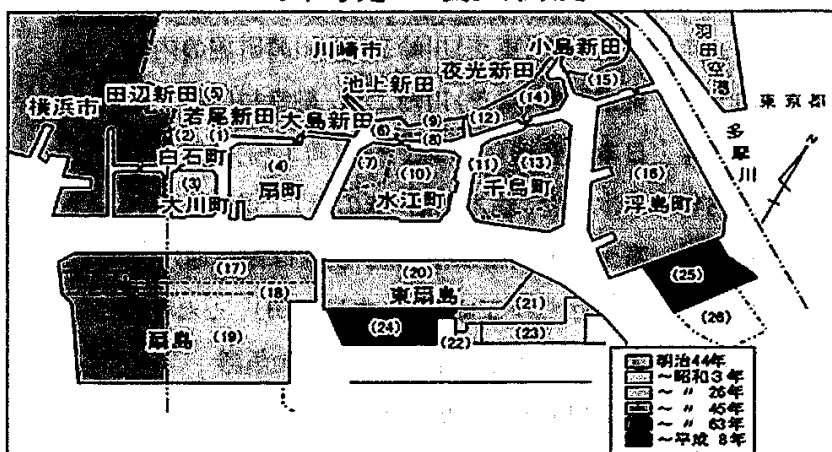 川崎市
小島新田
羽田空港
夜光新田
池上新田
(15)
東京都
横浜市
田辺新田(5)
(14)
若尾新田
大島新田
(9)
(12)
(6)
(8)
(2)
(1)
多摩川
N
白石町
(4)
(7)
(10)
(11)
(13)
(16)
(3)
扇町
水江町
千鳥町
浮島町
大川町
(17)
(20)
(25)
(18)
東扇島
(21)
(26)
扇島
(19)
(24)
(22)
(23)
明治44年
～昭和3年
～〃26年
～〃45年
～〃63年
～平成8年